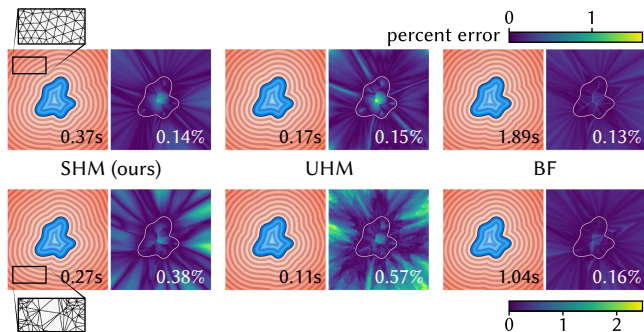 percent error 0 1
0.37s 0.14% 0.17s 0.15% 1.89s 0.13%
SHM (ours) UHM BF
0.27s 0.38% 0.11s 0.57% 1.04s 0.16%
0 1 2